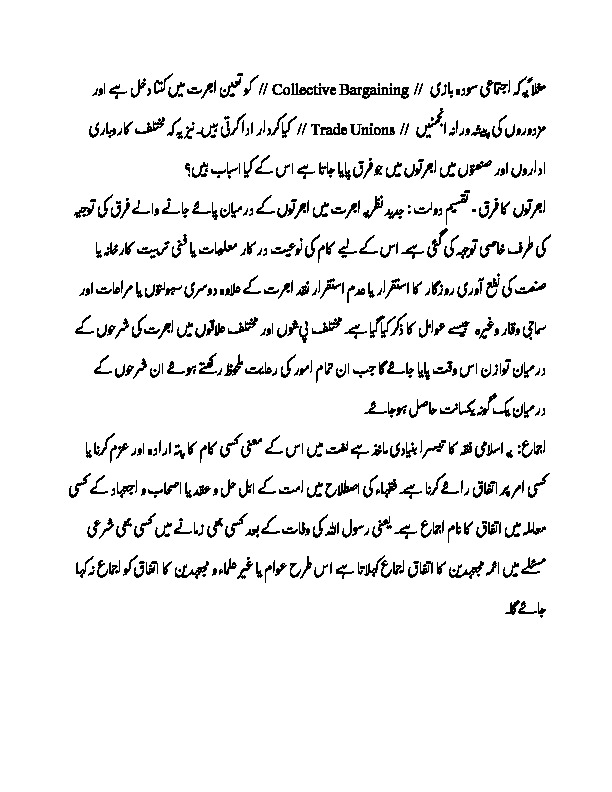 مثلاً یہ کہ اجتماعی سودہ بازی // Collective Bargaining // کو تعین اجرت میں کتنا دخل ہے اور
مزدوروں کی پیشہ ورانہ انجمنیں // Trade Unions // کیا کردار ادا کرتی ہیں۔ نیز یہ کہ مختلف کاروباری
اداروں اور صنعتوں میں اجرتوں میں جو فرق پایا جاتا ہے اس کے کیا اسباب ہیں؟
اجرتوں کا فرق - تقسیم دولت : جدید نظریہ اجرت میں اجرتوں کے درمیان پائے جانے والے فرق کی توجیہ
کی طرف خاصی توجہ کی گئی ہے۔ اس کے لیے کام کی نوعیت درکار معلومات یا فنی تربیت کارخانہ یا
صنعت کی نفع آوری روزگار کا استقرار یا عدم استقرار نقد اجرت کے علاوہ دوسری سہولتوں یا مراعات اور
سماجی وقار وغیرہ جیسے عوامل کا ذکر کیا گیا ہے۔ مختلف پیشوں اور مختلف علاقوں میں اجرت کی شرحوں کے
درمیان توازن اس وقت پایا جائے گا جب ان تمام امور کی رعایت ملحوظ رکھتے ہوئے ان شرحوں کے
درمیان یک گونہ یکسانت حاصل ہو جائے۔
اجماع: یہ اسلامی فقہ کا تیسرا بنیادی ماخذ ہے لغت میں اس کے معنی کسی کام کا پختہ ارادہ اور عزم کرنا یا
کسی امر پر اتفاق رائے کرنا ہے۔ فقہاء کی اصطلاح میں امت کے اہل حل و عقد یا اصحاب و اجتہاد کے کسی
معاملہ میں اتفاق کا نام اجماع ہے۔ یعنی رسول اللہ کی وفات کے بعد کسی بھی زمانے میں کسی بھی شرعی
مسئلے میں ائمہ مجتہدین کا اتفاق اجماع کہلاتا ہے اس طرح عوام یا غیر علماء و مجتہدین کا اتفاق کو اجماع نہ کہا
جائے گا۔